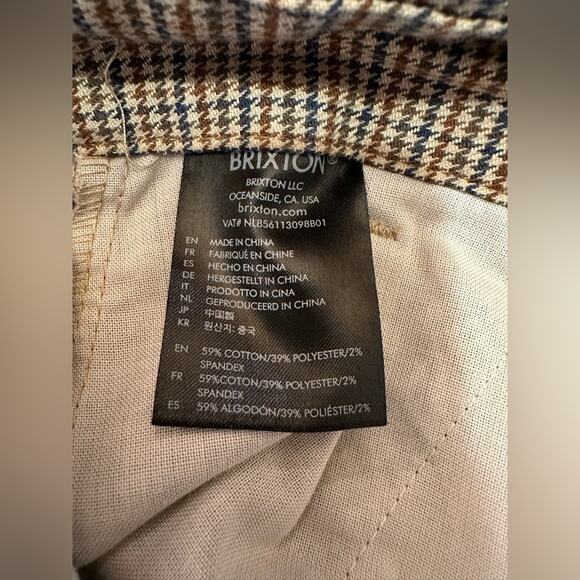 BRIXTON®
BRIXTON LLC
OCEANSIDE, CA. USA
brixton.com
VAT# NL856113098B01
EN MADE IN CHINA
FR FABRIQUÉ EN CHINE
ES HECHO EN CHINA
DE HERGESTELLT IN CHINA
IT PRODOTTO IN CINA
NL GEPRODUCEERD IN CHINA
JP 中国製
KR 원산지: 중국
EN 59% COTTON/39% POLYESTER/2%
SPANDEX
FR 59%COTON/39% POLYESTER/2%
SPANDEX
ES 59% ALGODÓN/39% POLIÉSTER/2%